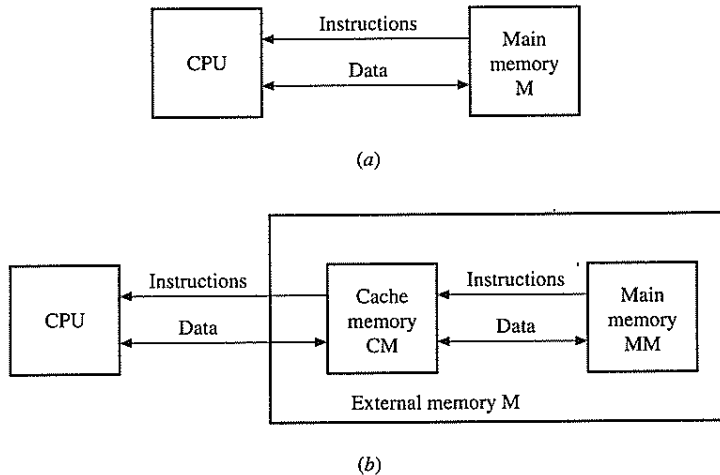 Instructions
CPU
Data
Main
memory
M
(a)
Instructions
CPU
Data
Cache
memory
CM
Instructions
Data
Main
memory
MM
External memory M
(b)